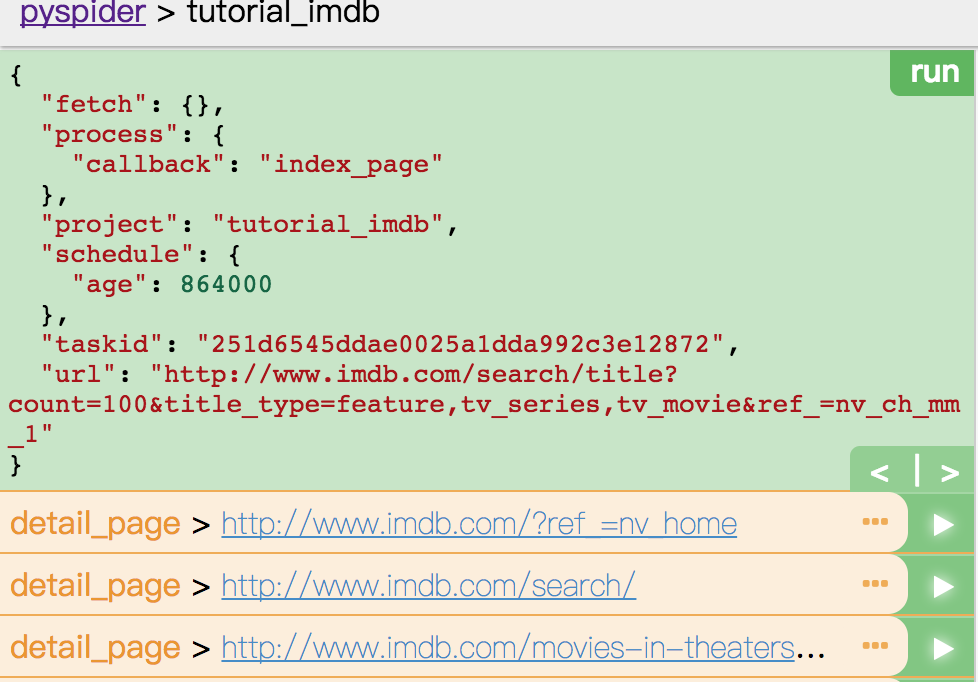 pyspider > tutorial_imdb
run
{
  "fetch": {},
  "process": {
    "callback": "index_page"
  },
  "project": "tutorial_imdb",
  "schedule": {
    "age": 864000
  },
  "taskid": "251d6545ddae0025a1dda992c3e12872",
  "url": "http://www.imdb.com/search/title?
count=100&title_type=feature,tv_series,tv_movie&ref_=nv_ch_mm
_1"
}
< | >
detail_page > http://www.imdb.com/?ref_=nv_home
detail_page > http://www.imdb.com/search/
detail_page > http://www.imdb.com/movies-in-theaters...